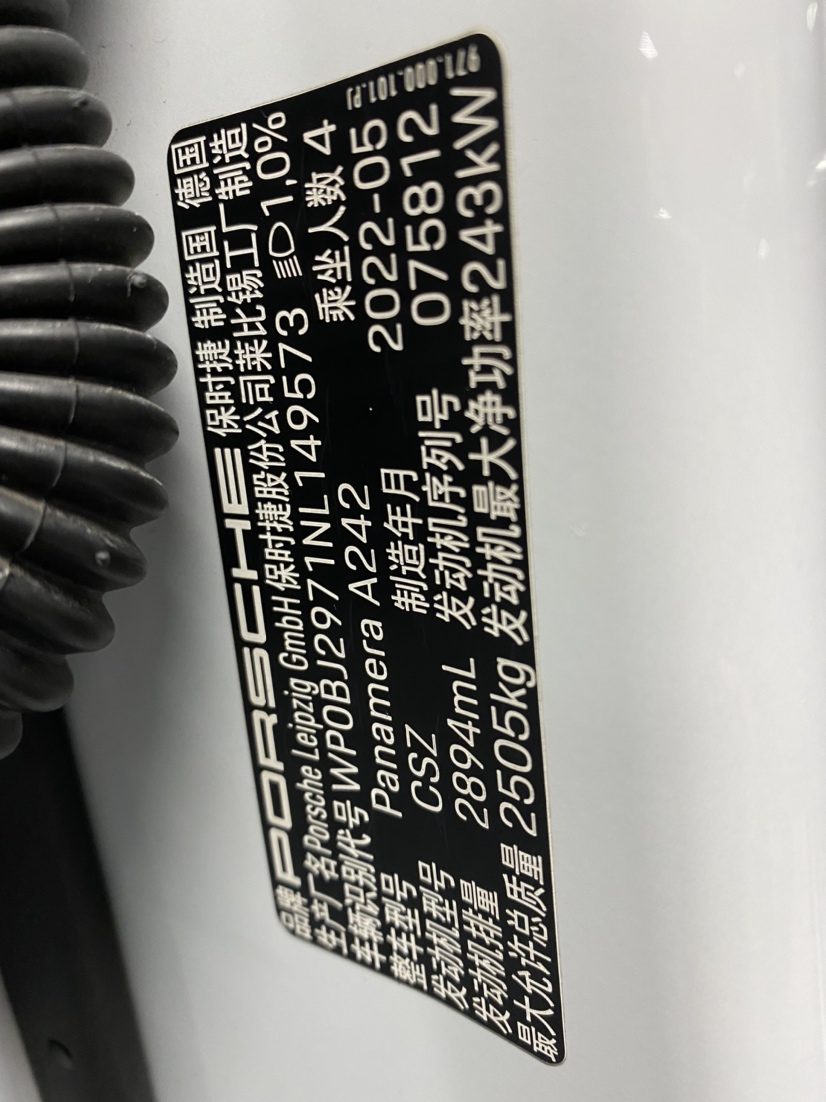 品牌 PORSCHE 保时捷 制造国 德国
生产厂名 Porsche Leipzig GmbH 保时捷股份公司莱比锡工厂制造
车辆识别代号 WP0BJ2971NL149573 1,0%
整车型号 Panamera A242 乘坐人数 4
发动机型号 CSZ 制造年月 2022-05
发动机排量 2894mL 发动机序列号 075812
最大允许总质量 2505kg 发动机最大净功率 243kW
971.000.101.PJ